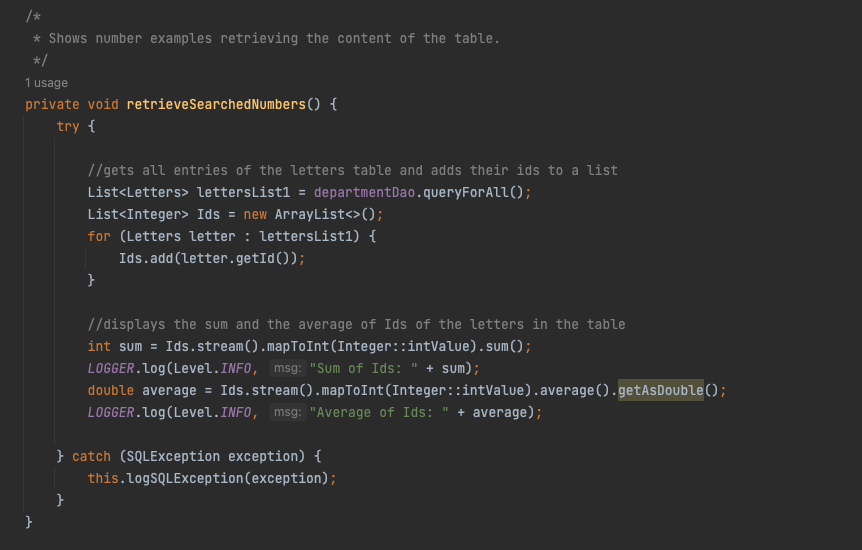 /*
 * Shows number examples retrieving the content of the table.
 */
1 usage
private void retrieveSearchedNumbers() {
    try {

        //gets all entries of the letters table and adds their ids to a list
        List<Letters> lettersList1 = departmentDao.queryForAll();
        List<Integer> Ids = new ArrayList<>();
        for (Letters letter : lettersList1) {
            Ids.add(letter.getId());
        }

        //displays the sum and the average of Ids of the letters in the table
        int sum = Ids.stream().mapToInt(Integer::intValue).sum();
        LOGGER.log(Level.INFO, msg: "Sum of Ids: " + sum);
        double average = Ids.stream().mapToInt(Integer::intValue).average().getAsDouble();
        LOGGER.log(Level.INFO, msg: "Average of Ids: " + average);

    } catch (SQLException exception) {
        this.logSQLException(exception);
    }
}